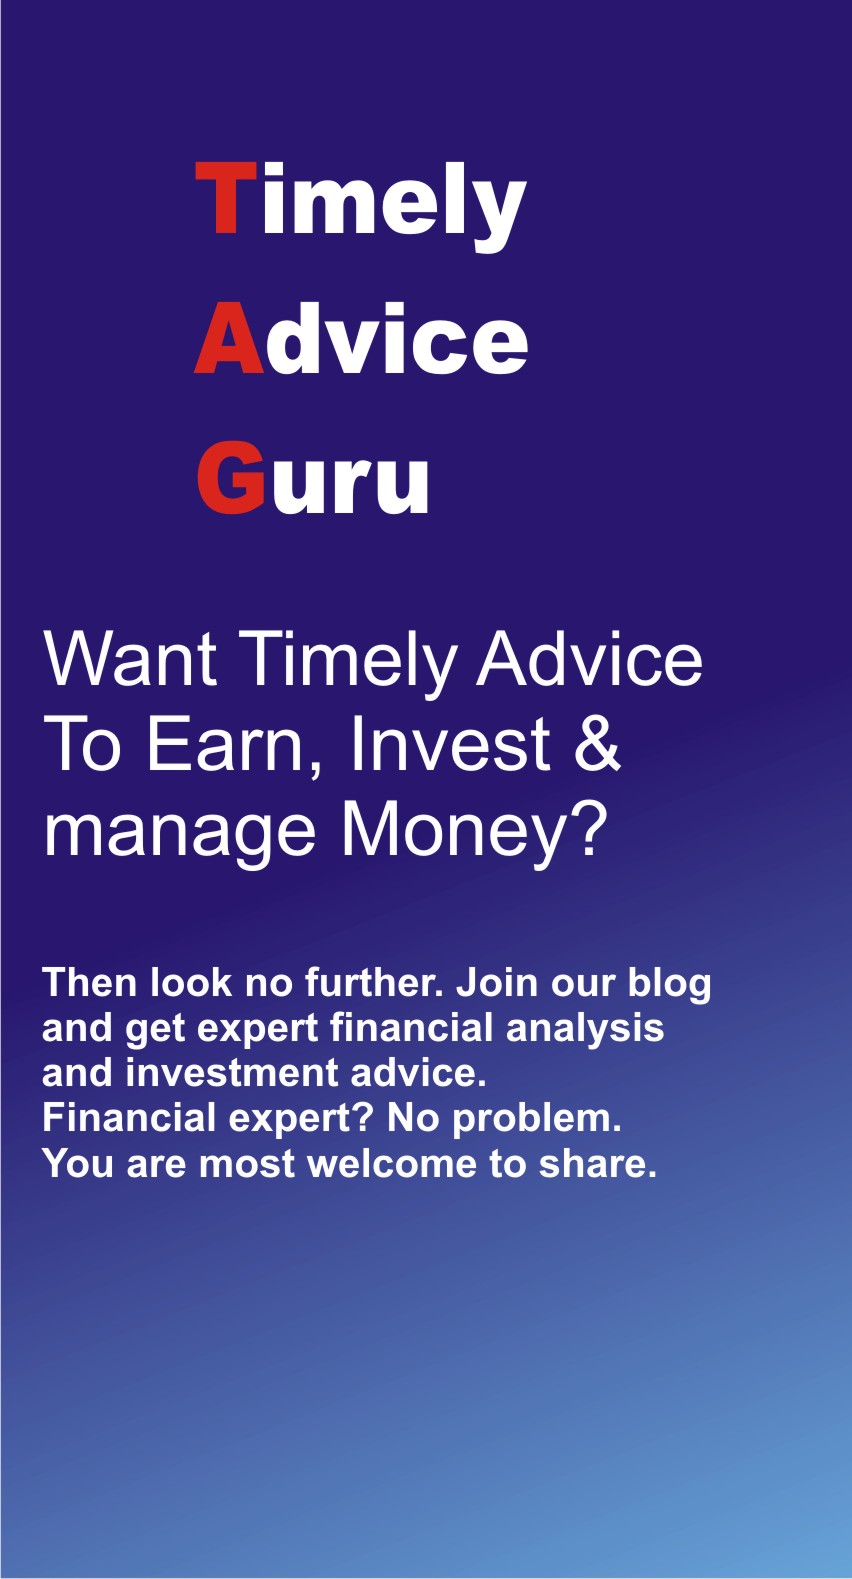 Timely
Advice
Guru
Want Timely Advice
To Earn, Invest &
manage Money?
Then look no further. Join our blog
and get expert financial analysis
and investment advice.
Financial expert? No problem.
You are most welcome to share.